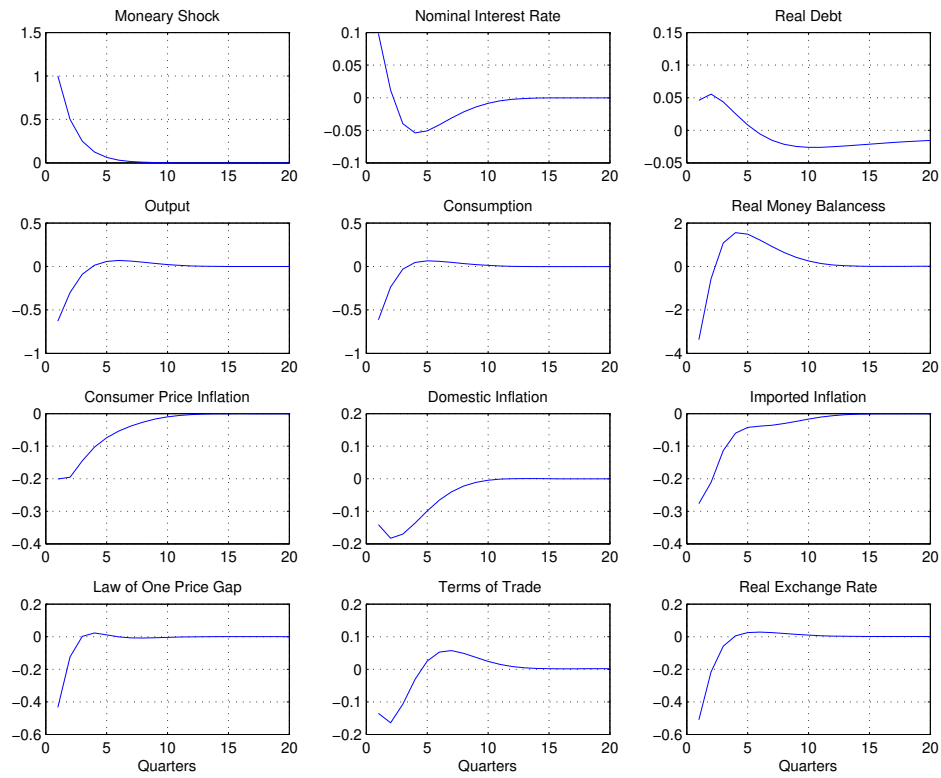 Moneary Shock
1.5
1
0.5
0
0 5 10 15 20
Nominal Interest Rate
0.1
0.05
0
−0.05
−0.1
0 5 10 15 20
Real Debt
0.15
0.1
0.05
0
−0.05
0 5 10 15 20
Output
0.5
0
−0.5
−1
0 5 10 15 20
Consumption
0.5
0
−0.5
−1
0 5 10 15 20
Real Money Balancess
2
0
−2
−4
0 5 10 15 20
Consumer Price Inflation
0
−0.1
−0.2
−0.3
−0.4
0 5 10 15 20
Domestic Inflation
0.2
0.1
0
−0.1
−0.2
0 5 10 15 20
Imported Inflation
0
−0.1
−0.2
−0.3
−0.4
0 5 10 15 20
Law of One Price Gap
0.2
0
−0.2
−0.4
−0.6
0 5 10 15 20
Quarters
Terms of Trade
0.2
0.1
0
−0.1
−0.2
0 5 10 15 20
Quarters
Real Exchange Rate
0.2
0
−0.2
−0.4
−0.6
0 5 10 15 20
Quarters